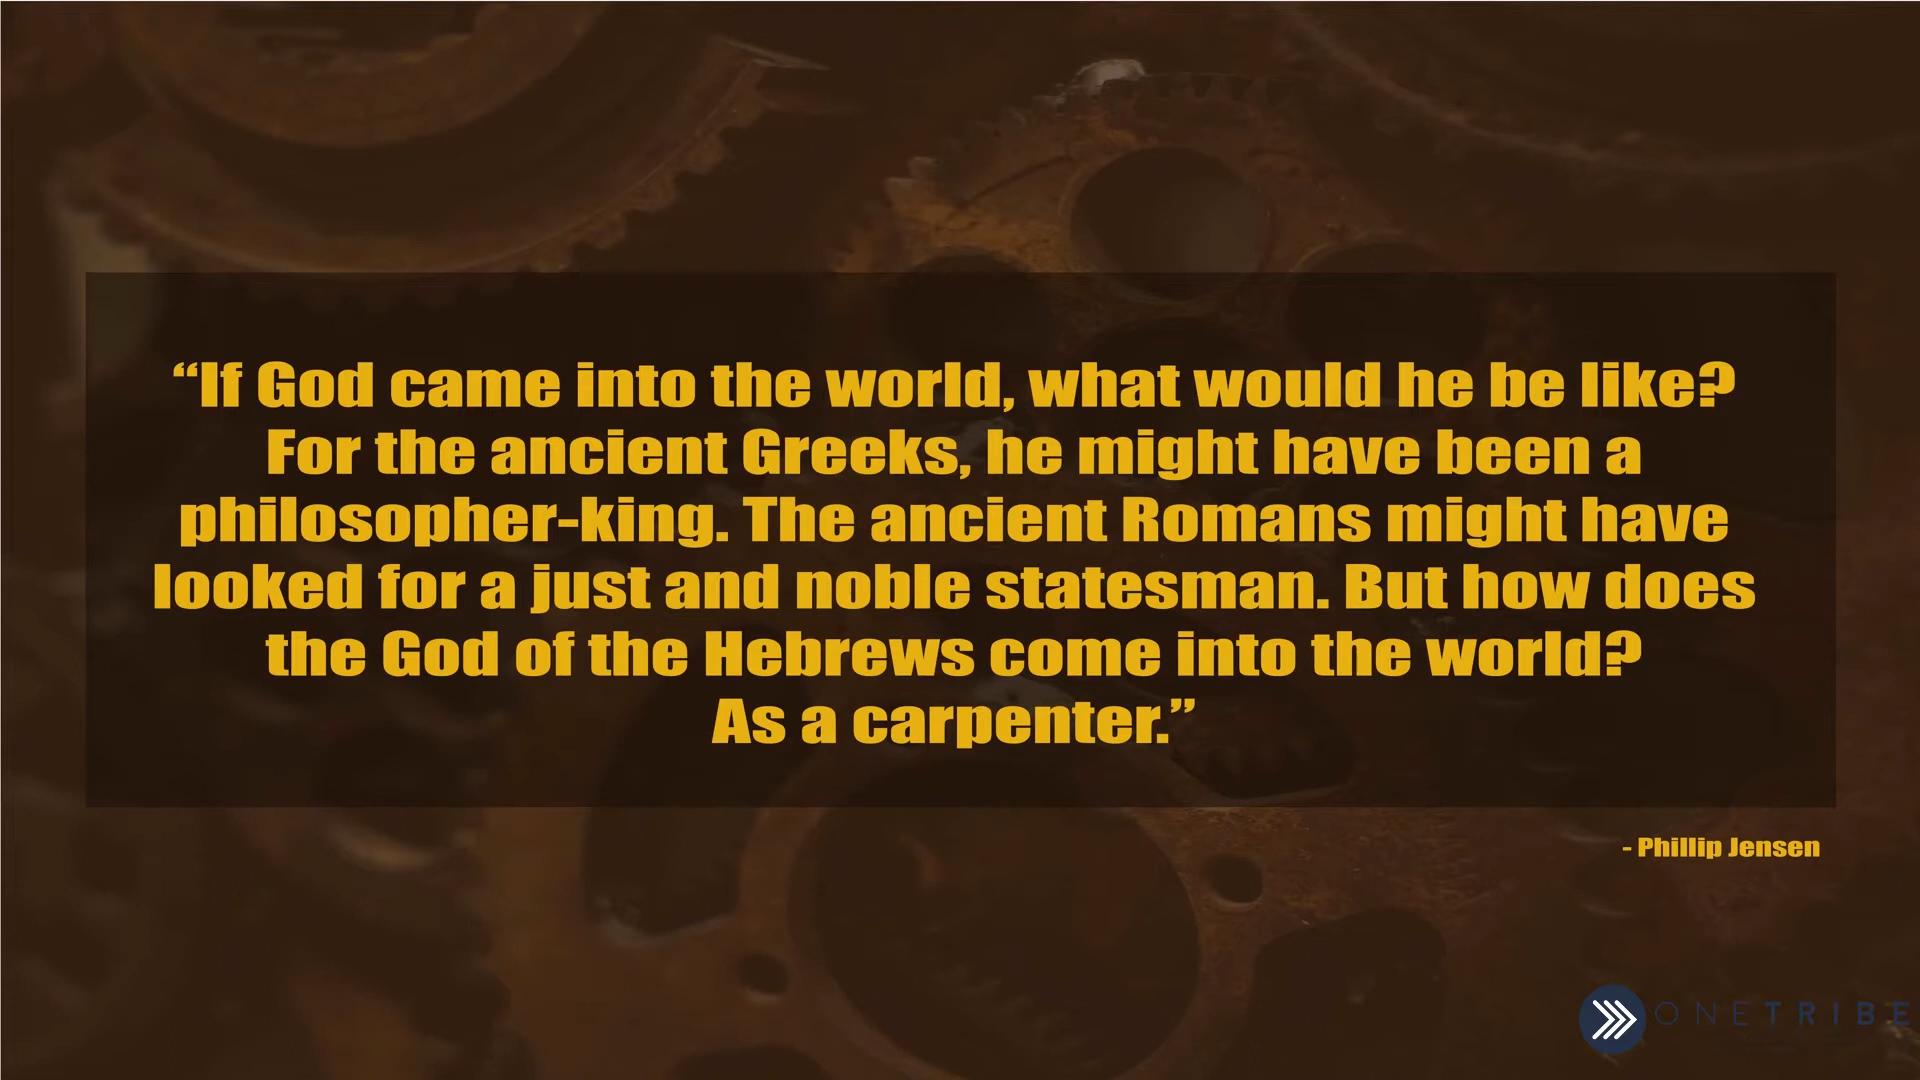 “If God came into the world, what would he be like?
For the ancient Greeks, he might have been a
philosopher-king. The ancient Romans might have
looked for a just and noble statesman. But how does
the God of the Hebrews come into the world?
As a carpenter.”
- Phillip Jensen
ONETRIBE